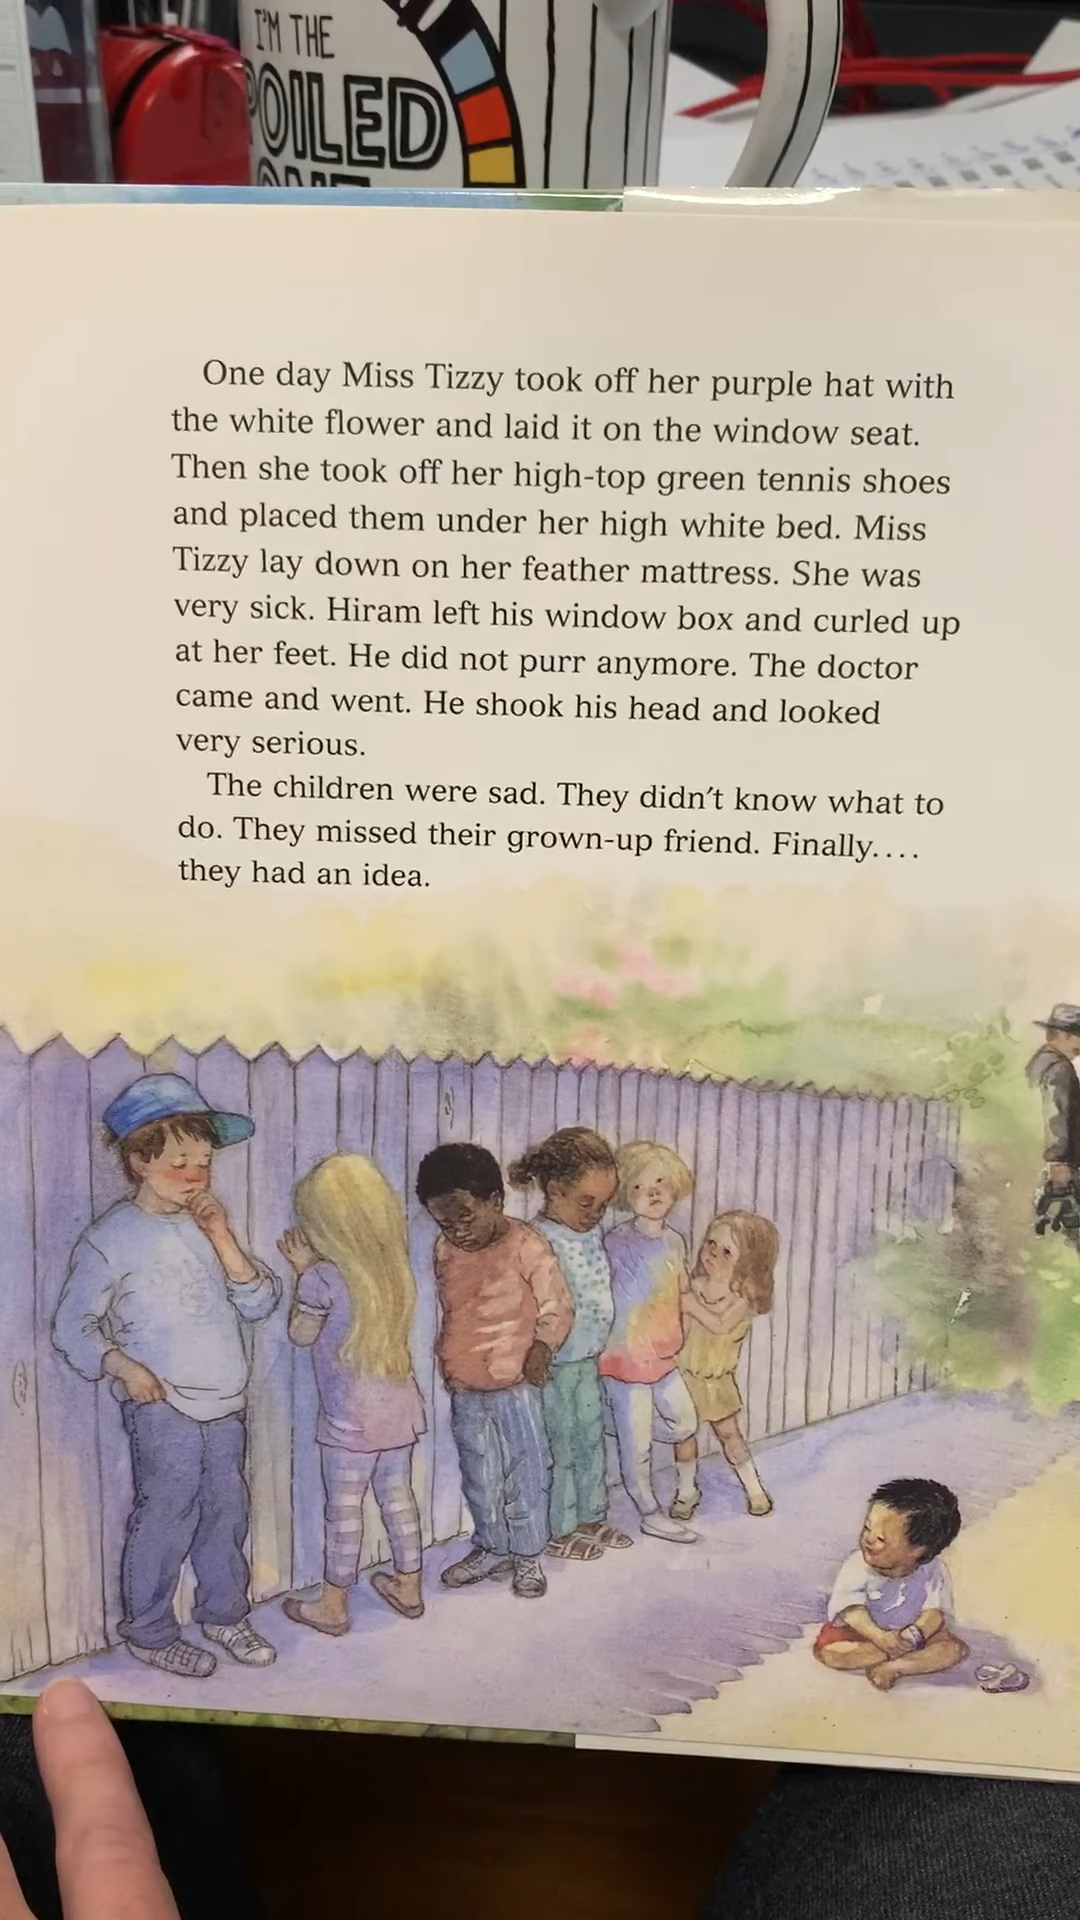 I'M THE
OILED
One day Miss Tizzy took off her purple hat with
the white flower and laid it on the window seat.
Then she took off her high-top green tennis shoes
and placed them under her high white bed. Miss
Tizzy lay down on her feather mattress. She was
very sick. Hiram left his window box and curled up
at her feet. He did not purr anymore. The doctor
came and went. He shook his head and looked
very serious.
The children were sad. They didn't know what to
do. They missed their grown-up friend. Finally....
they had an idea.